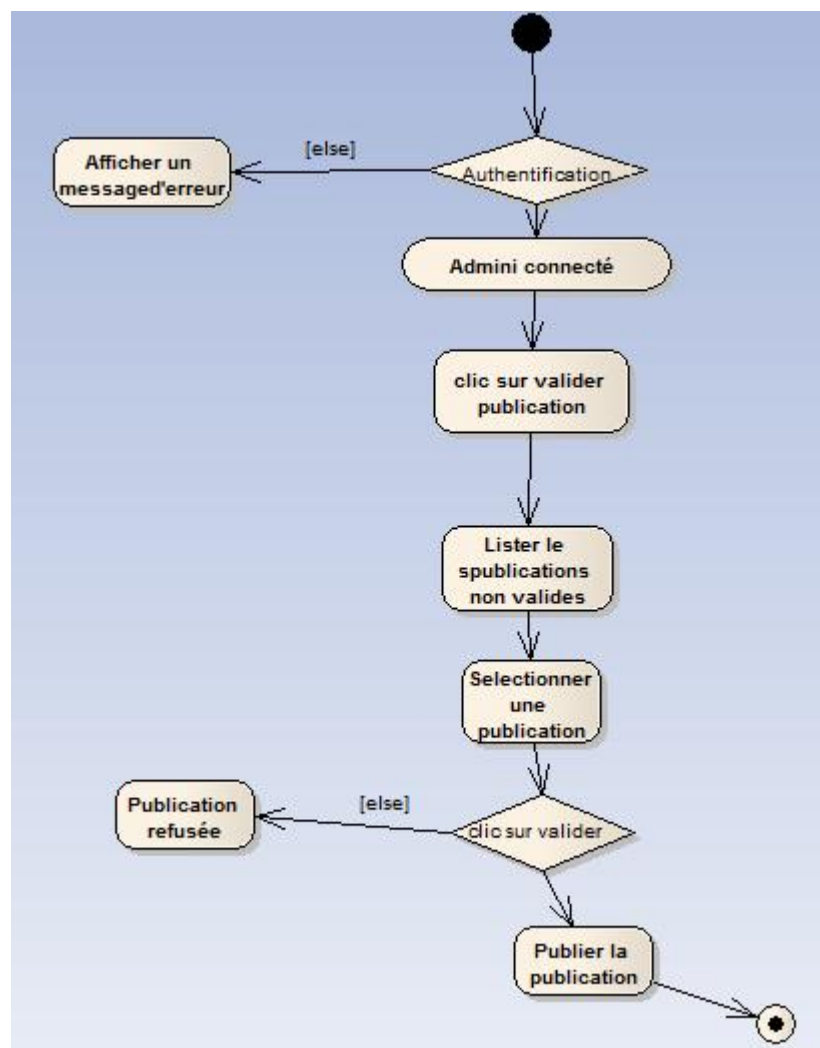 [else]
Afficher un
messaged'erreur
Authentification
Admini connecté
clic sur valider
publication
Lister le
spublications
non valides
Selectionner
une
publication
[else]
Publication
refusée
clic sur valider
Publier la
publication